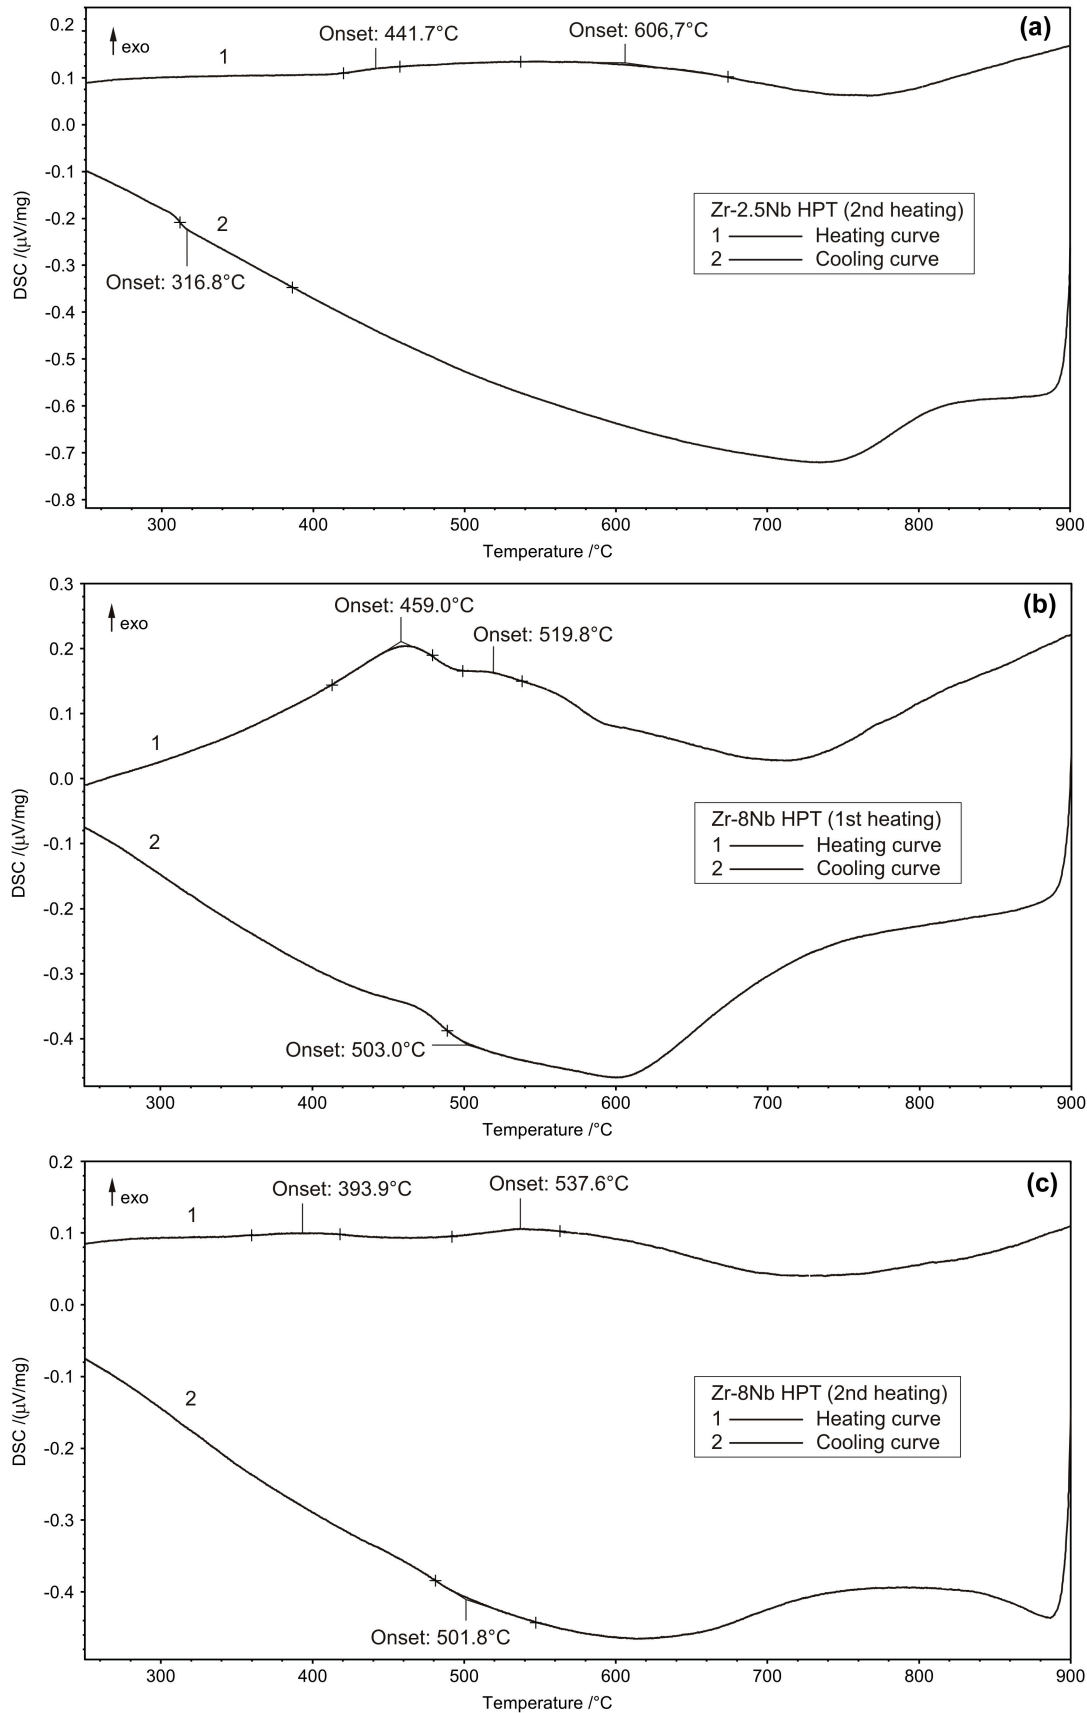 (a)
Onset: 441.7°C
Onset: 606,7°C
exo
1
0.2
0.1
0.0
-0.1
-0.2
-0.3
-0.4
-0.5
-0.6
-0.7
-0.8
DSC /(µV/mg)
2
Onset: 316.8°C
Zr-2.5Nb HPT (2nd heating)
1 Heating curve
2 Cooling curve
300 400 500 600 700 800 900
Temperature /°C
(b)
Onset: 459.0°C
Onset: 519.8°C
exo
1
0.3
0.2
0.1
0.0
-0.1
-0.2
-0.3
-0.4
DSC /(µV/mg)
2
Onset: 503.0°C
Zr-8Nb HPT (1st heating)
1 Heating curve
2 Cooling curve
300 400 500 600 700 800 900
Temperature /°C
(c)
Onset: 393.9°C
Onset: 537.6°C
exo
1
0.2
0.1
0.0
-0.1
-0.2
-0.3
-0.4
DSC /(µV/mg)
2
Onset: 501.8°C
Zr-8Nb HPT (2nd heating)
1 Heating curve
2 Cooling curve
300 400 500 600 700 800 900
Temperature /°C